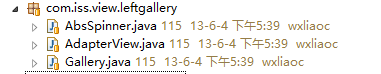 com.iss.view.leftgallery
AbsSpinner.java 115 13-6-4 下午5:39 wxliaoc
AdapterView.java 115 13-6-4 下午5:39 wxliaoc
Gallery.java 115 13-6-4 下午5:39 wxliaoc